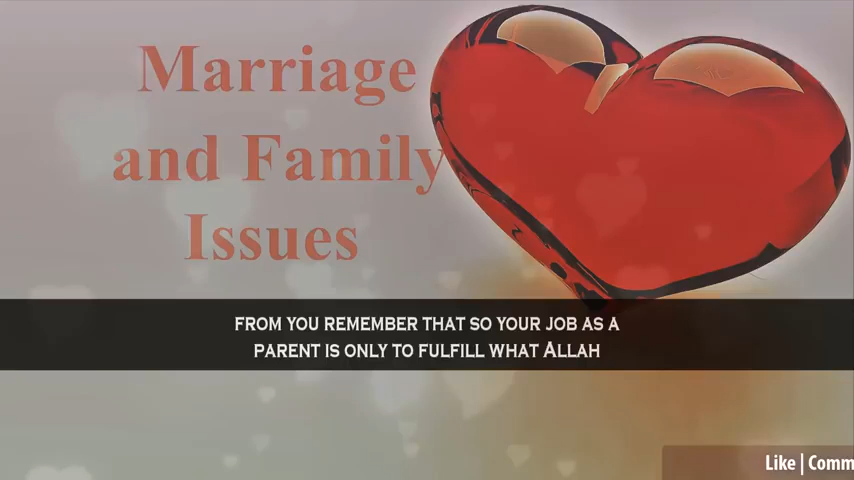 Marriage
and Family
Issues
FROM YOU REMEMBER THAT SO YOUR JOB AS A
PARENT IS ONLY TO FULFILL WHAT ALLAH
Like | Comm